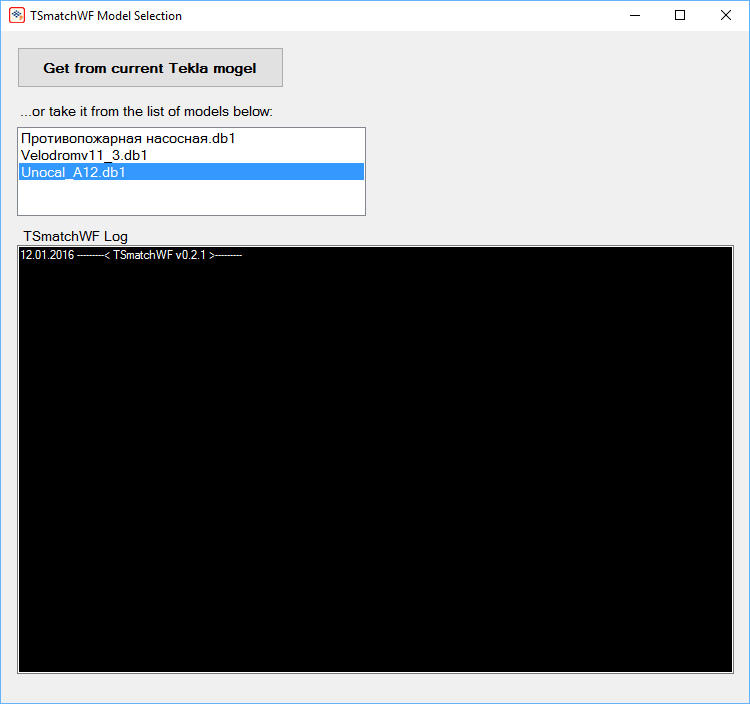 TSmatchWF Model Selection
Get from current Tekla mogel
...or take it from the list of models below:
Противопожарная насосная.db1
Velodromv11_3.db1
Unocal_A12.db1
TSmatchWF Log
12.01.2016 ---------< TSmatchWF v0.2.1 >---------